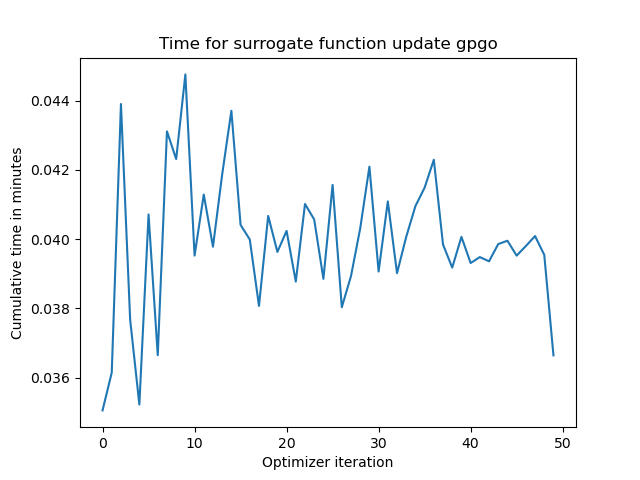 Time for surrogate function update gpgo
Cumulative time in minutes
0.044
0.042
0.040
0.038
0.036
0 10 20 30 40 50
Optimizer iteration